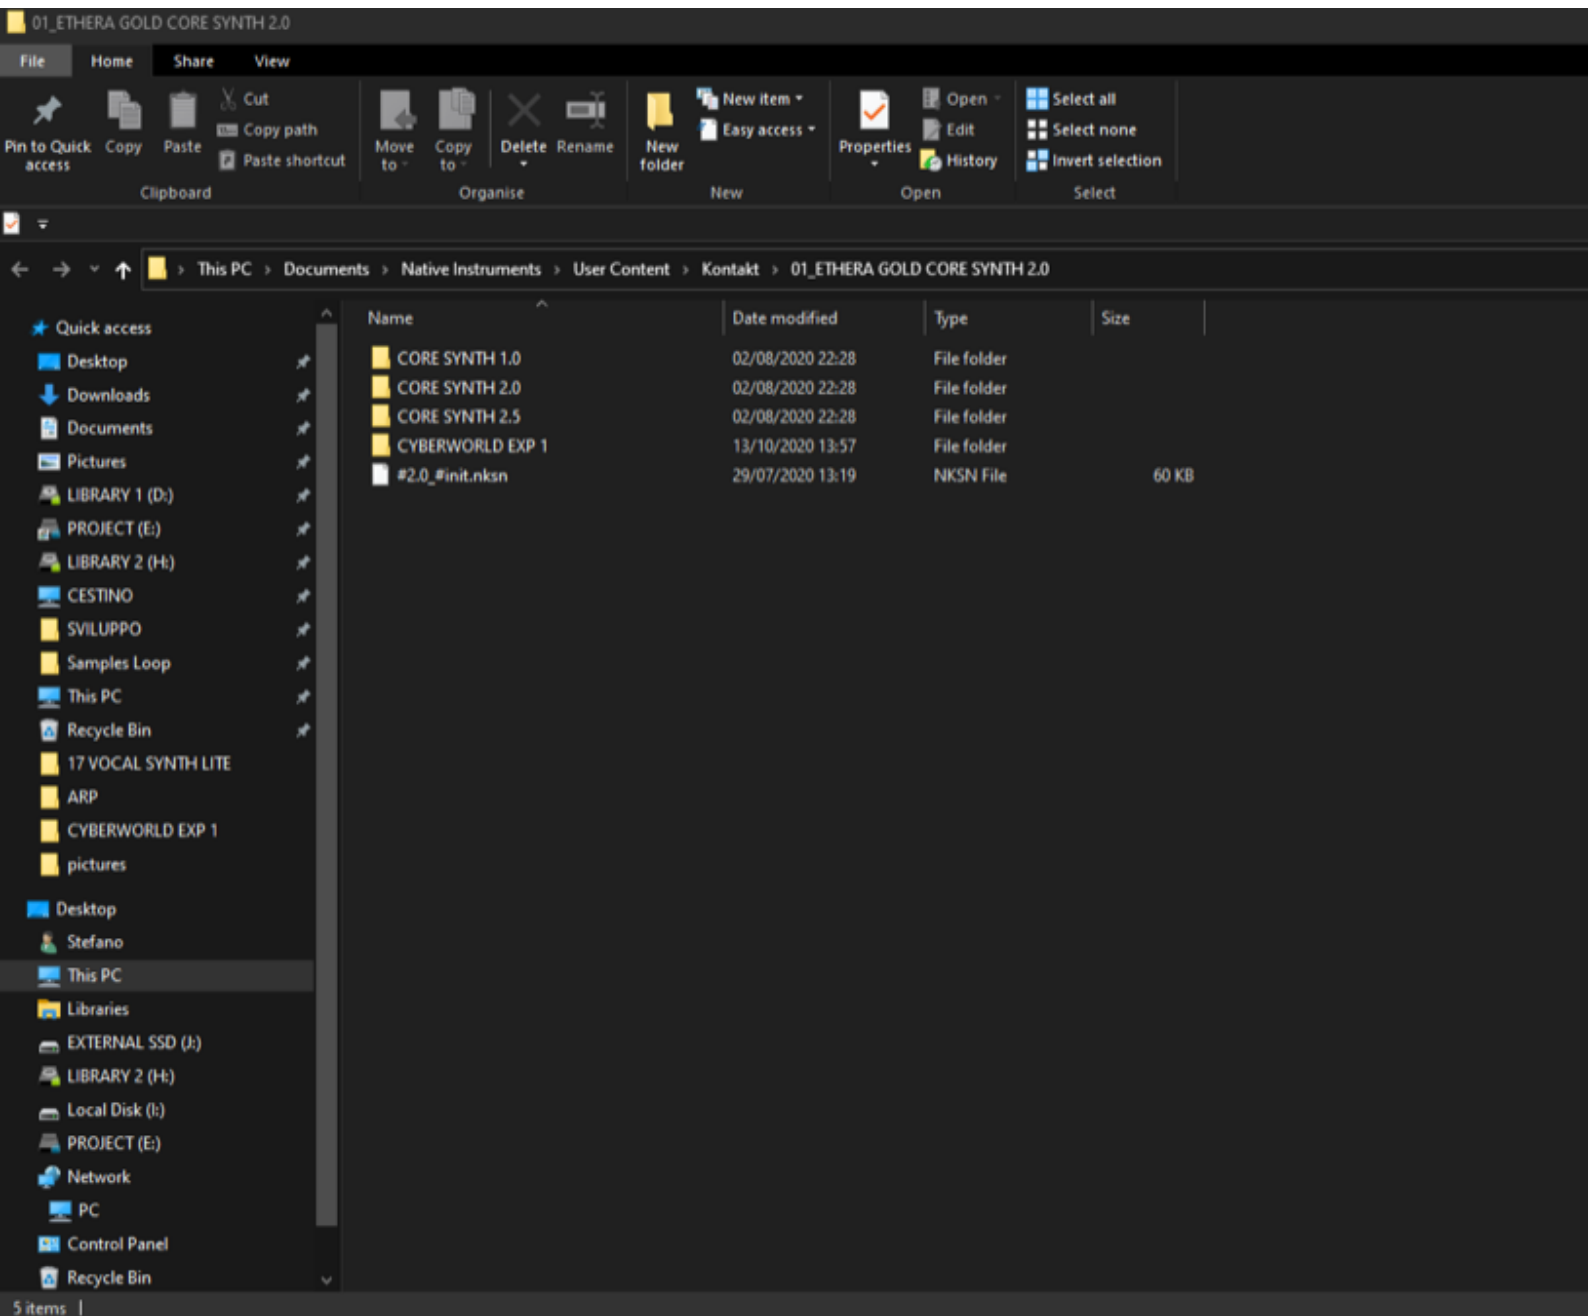 01_ETHERA GOLD CORE SYNTH 2.0
File Home Share View
Pin to Quick access
Copy
Paste
Cut
Copy path
Paste shortcut
Clipboard
Move to
Copy to
Delete
Rename
Organise
New folder
New item
Easy access
New
Properties
Open
Edit
History
Open
Select all
Select none
Invert selection
Select
This PC > Documents > Native Instruments > User Content > Kontakt > 01_ETHERA GOLD CORE SYNTH 2.0
Quick access
Desktop
Downloads
Documents
Pictures
LIBRARY 1 (D:)
PROJECT (E:)
LIBRARY 2 (H:)
CESTINO
SVILUPPO
Samples Loop
This PC
Recycle Bin
17 VOCAL SYNTH LITE
ARP
CYBERWORLD EXP 1
pictures
Desktop
Stefano
This PC
Libraries
EXTERNAL SSD (J:)
LIBRARY 2 (H:)
Local Disk (I:)
PROJECT (E:)
Network
PC
Control Panel
Recycle Bin
Name Date modified Type Size
CORE SYNTH 1.0 02/08/2020 22:28 File folder
CORE SYNTH 2.0 02/08/2020 22:28 File folder
CORE SYNTH 2.5 02/08/2020 22:28 File folder
CYBERWORLD EXP 1 13/10/2020 13:57 File folder
#2.0_#init.nksn 29/07/2020 13:19 NKSN File 60 KB
5 items